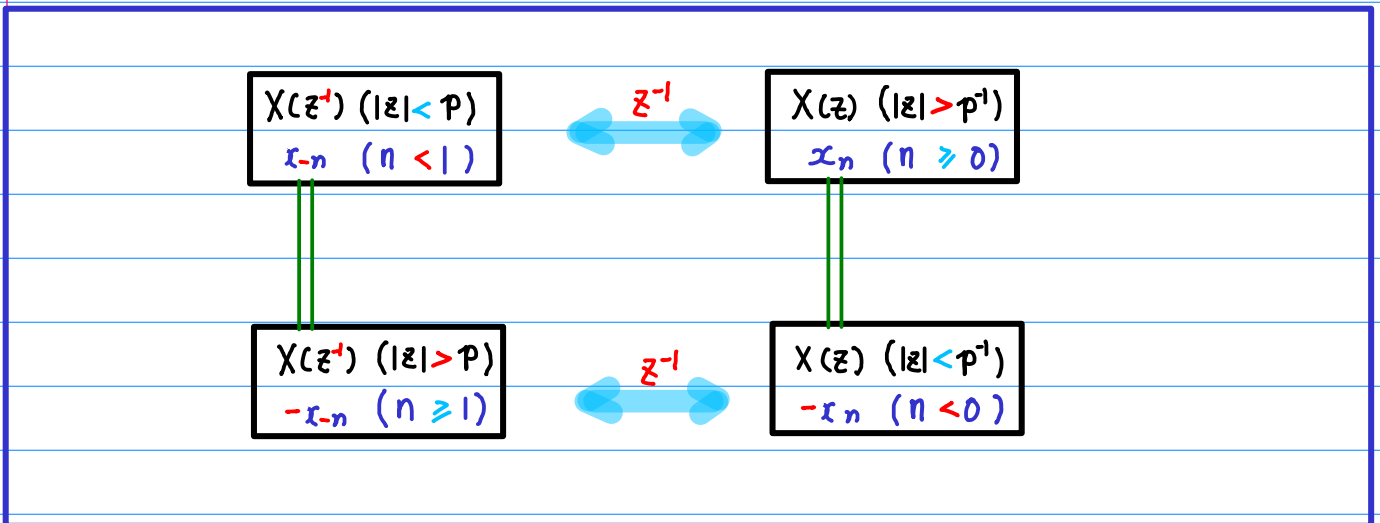 X(z⁻¹) (|z| < p)
x₋ₙ (n < 1)
z⁻¹
X(z) (|z| > p⁻¹)
xₙ (n ⩾ 0)
X(z⁻¹) (|z| > p)
-x₋ₙ (n ⩾ 1)
z⁻¹
X(z) (|z| < p⁻¹)
-xₙ (n < 0)